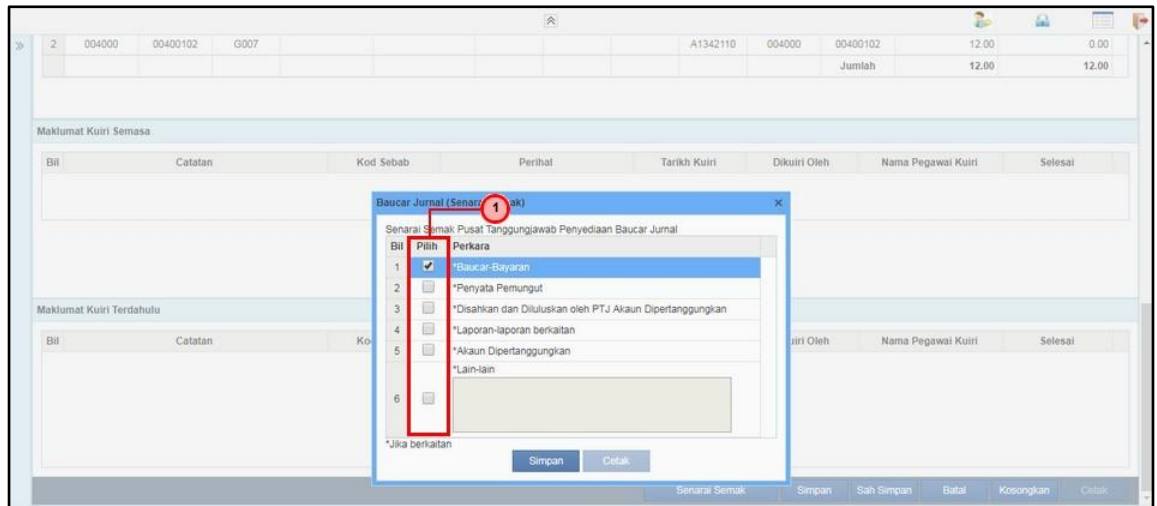 2 004000 00400102 G007 A1342110 004000 00400102 12.00 0.00
Jumlah 12.00 12.00
Maklumat Kuiri Semasa
Bil Catatan Kod Sebab Perihal Tarikh Kuiri Dikuiri Oleh Nama Pegawai Kuiri Selesai
Baucar Jurnal (Senarai ak)
1
Senarai Semak Pusat Tanggungjawab Penyediaan Baucar Jurnal
Bil Pilih Perkara
1 *Baucar-Bayaran
2 *Penyata Pemungut
3 *Disahkan dan Diluluskan oleh PTJ Akaun Dipertanggungkan
4 *Laporan-laporan berkaitan
5 *Akaun Dipertanggungkan
6 *Lain-lain
*Jika berkaitan
Simpan Cetak
Maklumat Kuiri Terdahulu
Bil Catatan Ko uiri Oleh Nama Pegawai Kuiri Selesai
Senarai Semak Simpan Sah Simpan Batal Kosongkan Cetak